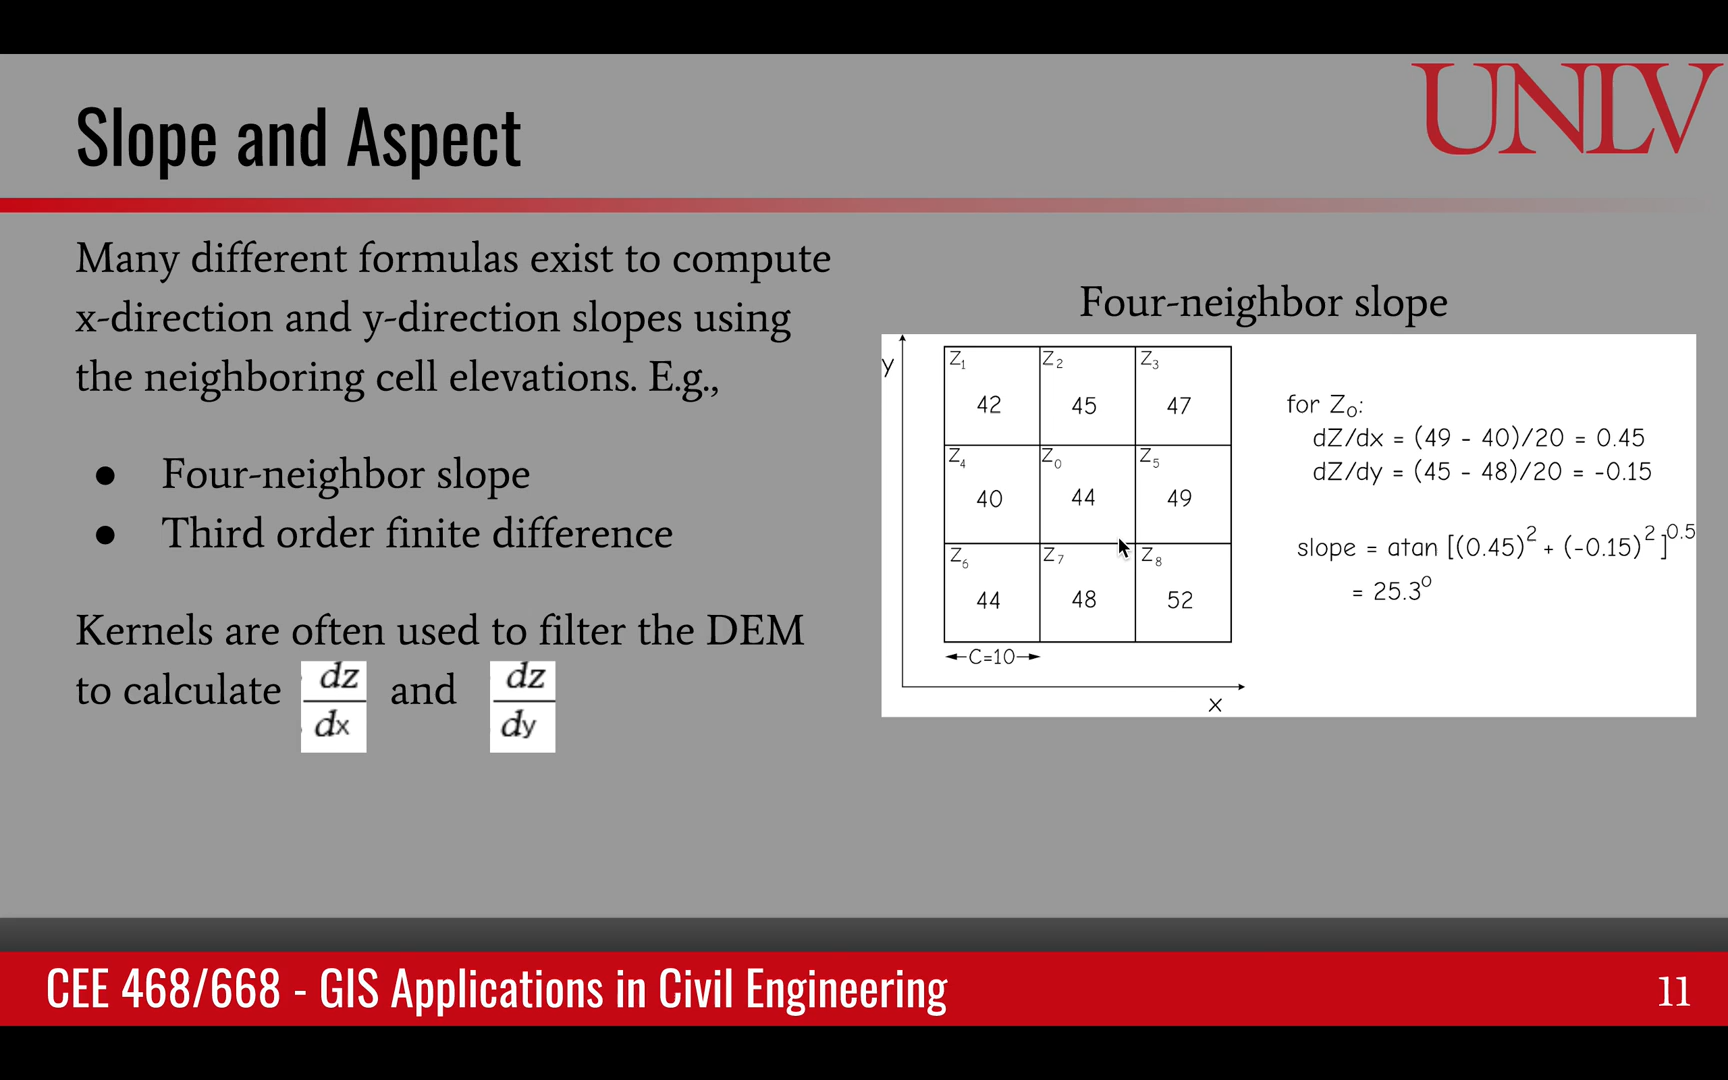 UNLV
Slope and Aspect
Many different formulas exist to compute
x-direction and y-direction slopes using
the neighboring cell elevations. E.g.,
● Four-neighbor slope
● Third order finite difference
Kernels are often used to filter the DEM
to calculate dz/dx and dz/dy
Four-neighbor slope
y
Z₁ Z₂ Z₃
42 45 47
Z₄ Z₀ Z₅
40 44 49
Z₆ Z₇ Z₈
44 48 52
C=10
x
for Z₀:
dZ/dx = (49 - 40)/20 = 0.45
dZ/dy = (45 - 48)/20 = -0.15
slope = atan [(0.45)² + (-0.15)²]^0.5
= 25.3°
CEE 468/668 - GIS Applications in Civil Engineering
11